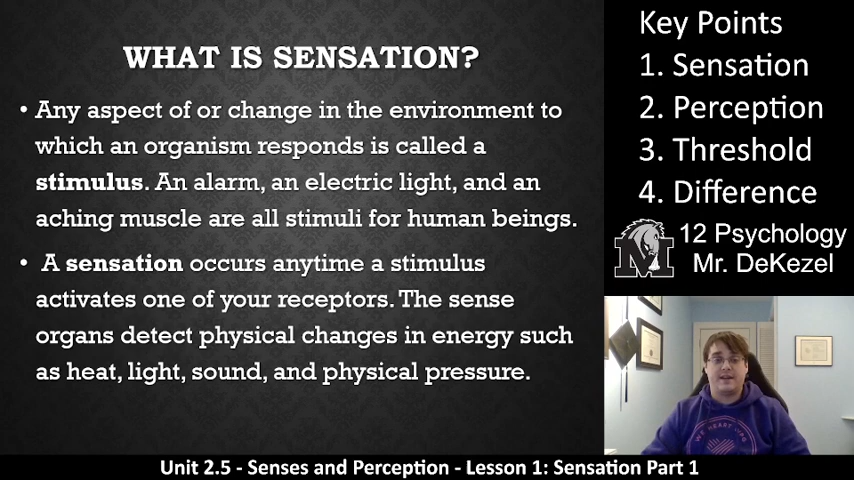 WHAT IS SENSATION?
• Any aspect of or change in the environment to
which an organism responds is called a
stimulus. An alarm, an electric light, and an
aching muscle are all stimuli for human beings.
• A sensation occurs anytime a stimulus
activates one of your receptors. The sense
organs detect physical changes in energy such
as heat, light, sound, and physical pressure.
Key Points
1. Sensation
2. Perception
3. Threshold
4. Difference
M
12 Psychology
Mr. DeKezel
Unit 2.5 - Senses and Perception - Lesson 1: Sensation Part 1